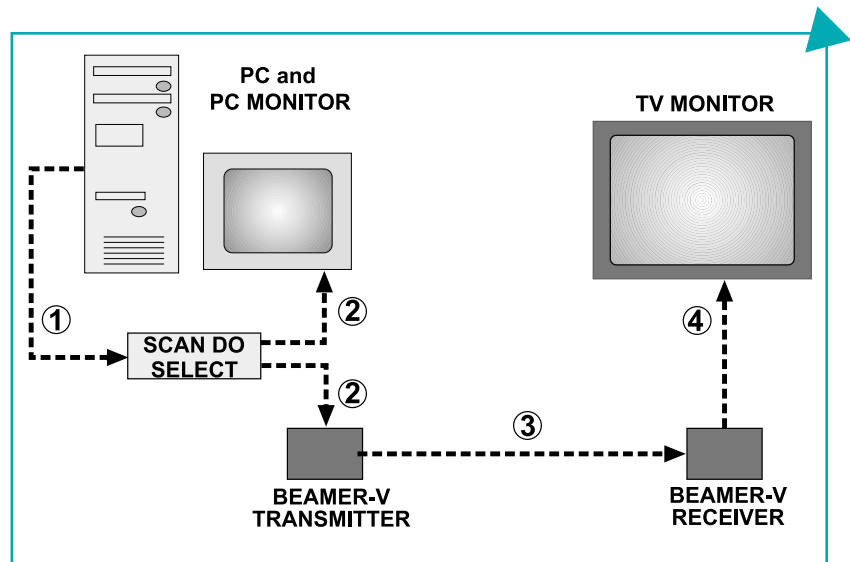 PC and
PC MONITOR
TV MONITOR
①
②
SCAN DO
SELECT
②
③
④
BEAMER-V
TRANSMITTER
BEAMER-V
RECEIVER